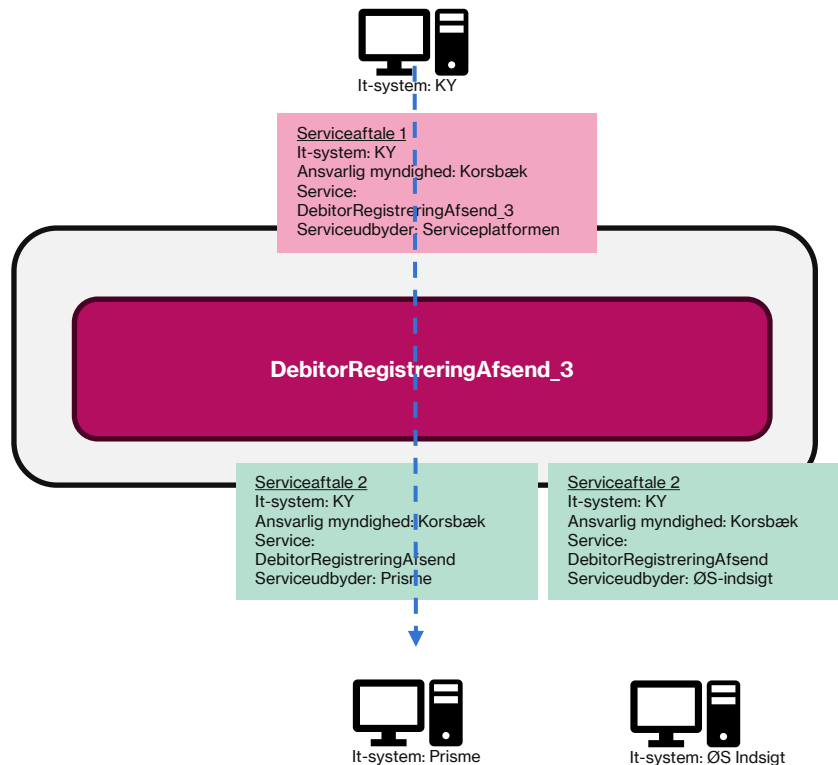 It-system: KY
Serviceaftale 1
It-system: KY
Ansvarlig myndighed: Korsbæk
Service:
DebitorRegistreringAfsend_3
Serviceudbyder: Serviceplatformen
DebitorRegistreringAfsend_3
Serviceaftale 2
It-system: KY
Ansvarlig myndighed: Korsbæk
Service:
DebitorRegistreringAfsend
Serviceudbyder: Prisme
Serviceaftale 2
It-system: KY
Ansvarlig myndighed: Korsbæk
Service:
DebitorRegistreringAfsend
Serviceudbyder: ØS-indsigt
It-system: Prisme
It-system: ØS Indsigt